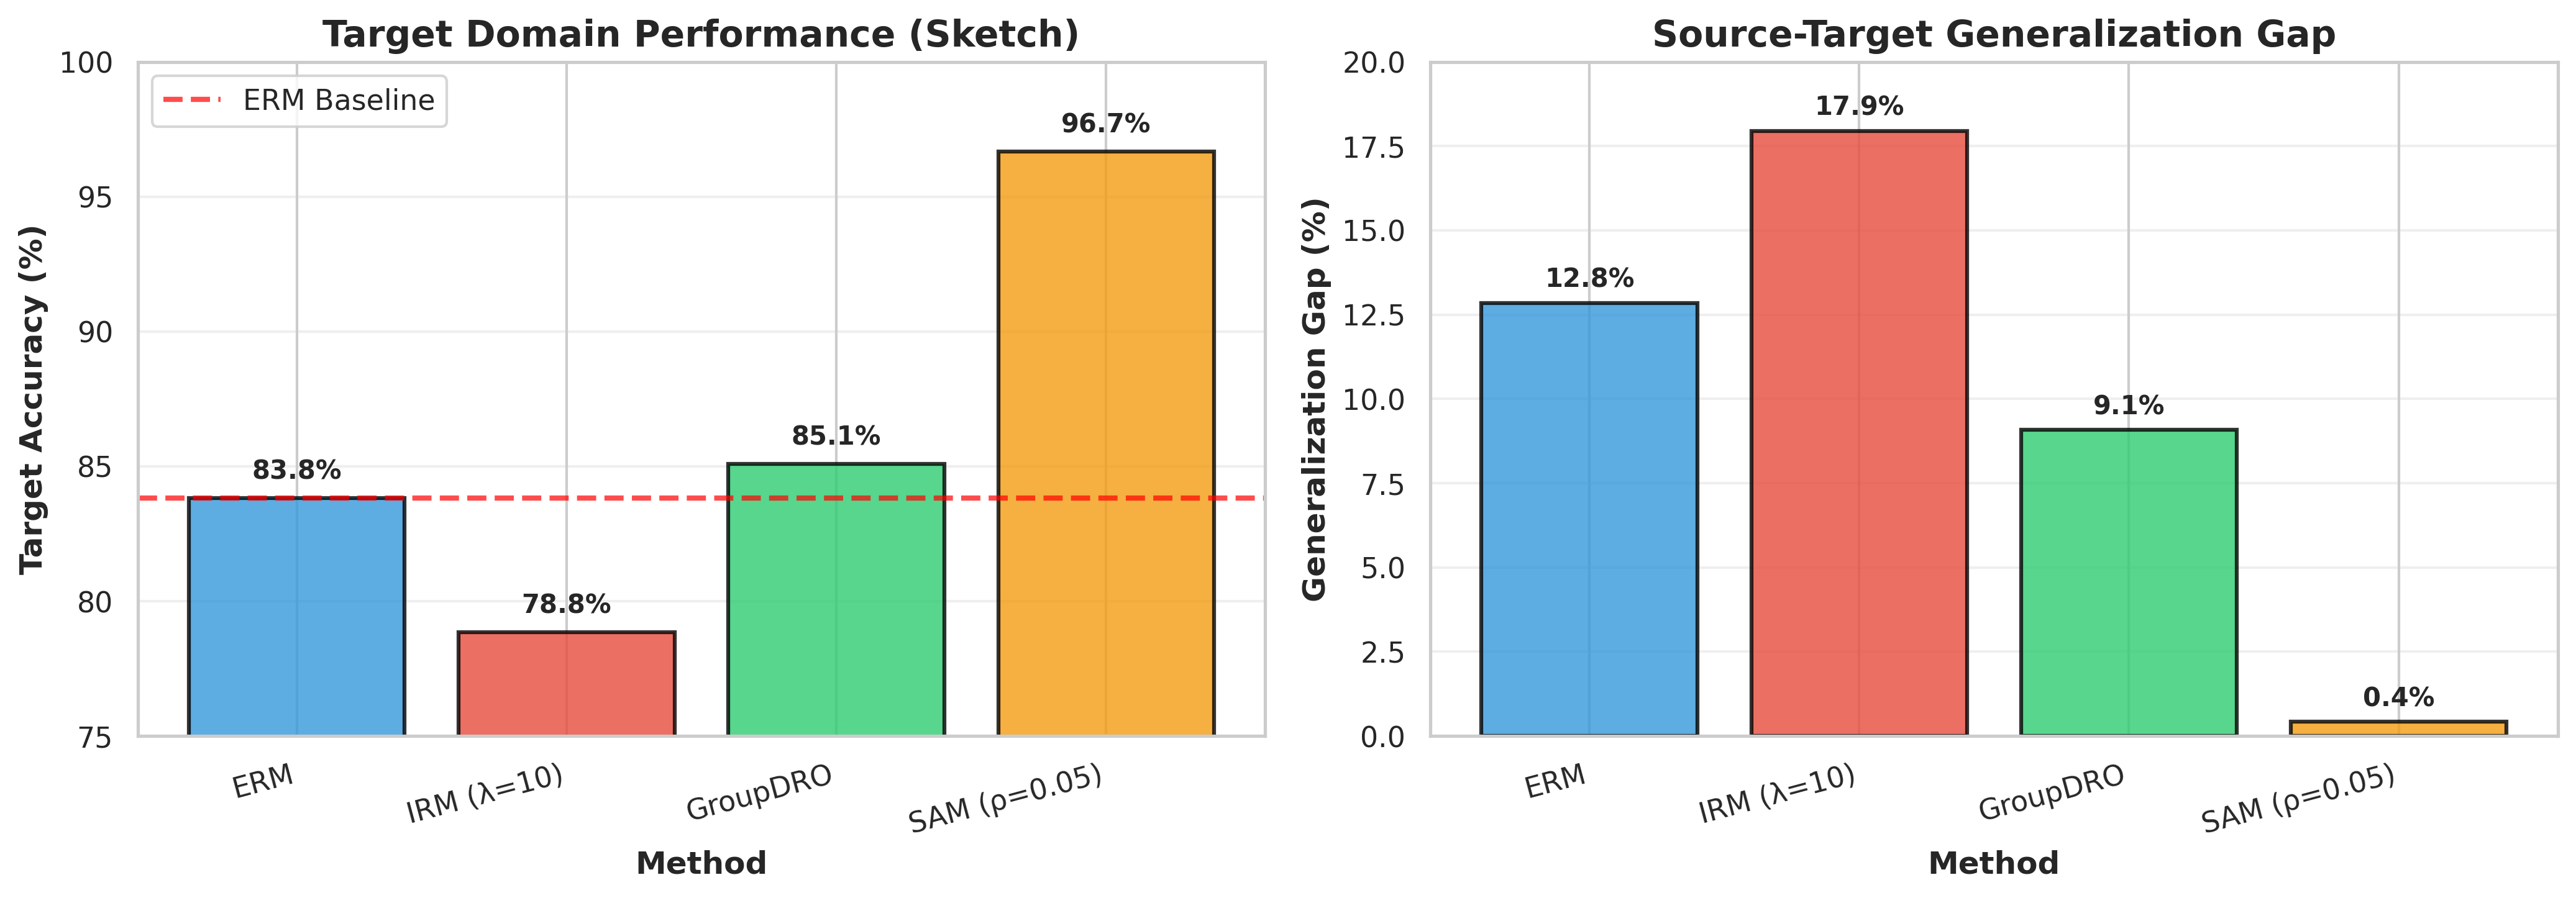 Target Domain Performance (Sketch)
Target Accuracy (%)
100
95
90
85
80
75
ERM Baseline
83.8%
78.8%
85.1%
96.7%
ERM
IRM (λ=10)
GroupDRO
SAM (ρ=0.05)
Method
Source-Target Generalization Gap
Generalization Gap (%)
20.0
17.5
15.0
12.5
10.0
7.5
5.0
2.5
0.0
12.8%
17.9%
9.1%
0.4%
ERM
IRM (λ=10)
GroupDRO
SAM (ρ=0.05)
Method